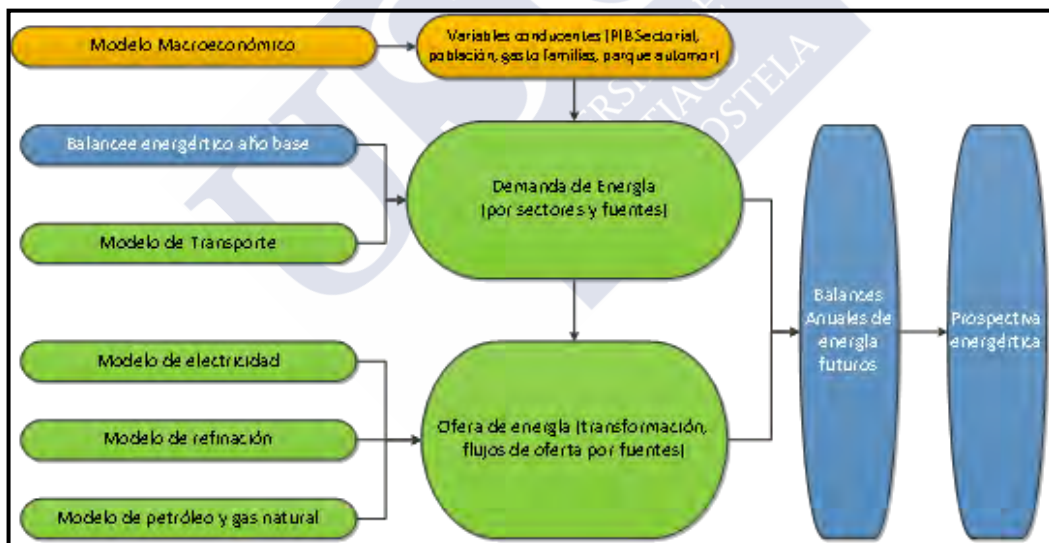 Modelo Macroeconómico
Variables conducentes (PIB Sectorial,
población, gasto familias, parque automor)
Balancee energértico año base
Demanda de Energía
(por sectores y fuentes)
Modelo de Transporte
Balances
Anuales de
energía
futuros
Prospectiva
energértica
Modelo de electricidad
Modelo de refinación
Ofera de energía (transformación,
flujos de oferta por fuentes)
Modelo de petróleo y gas natural